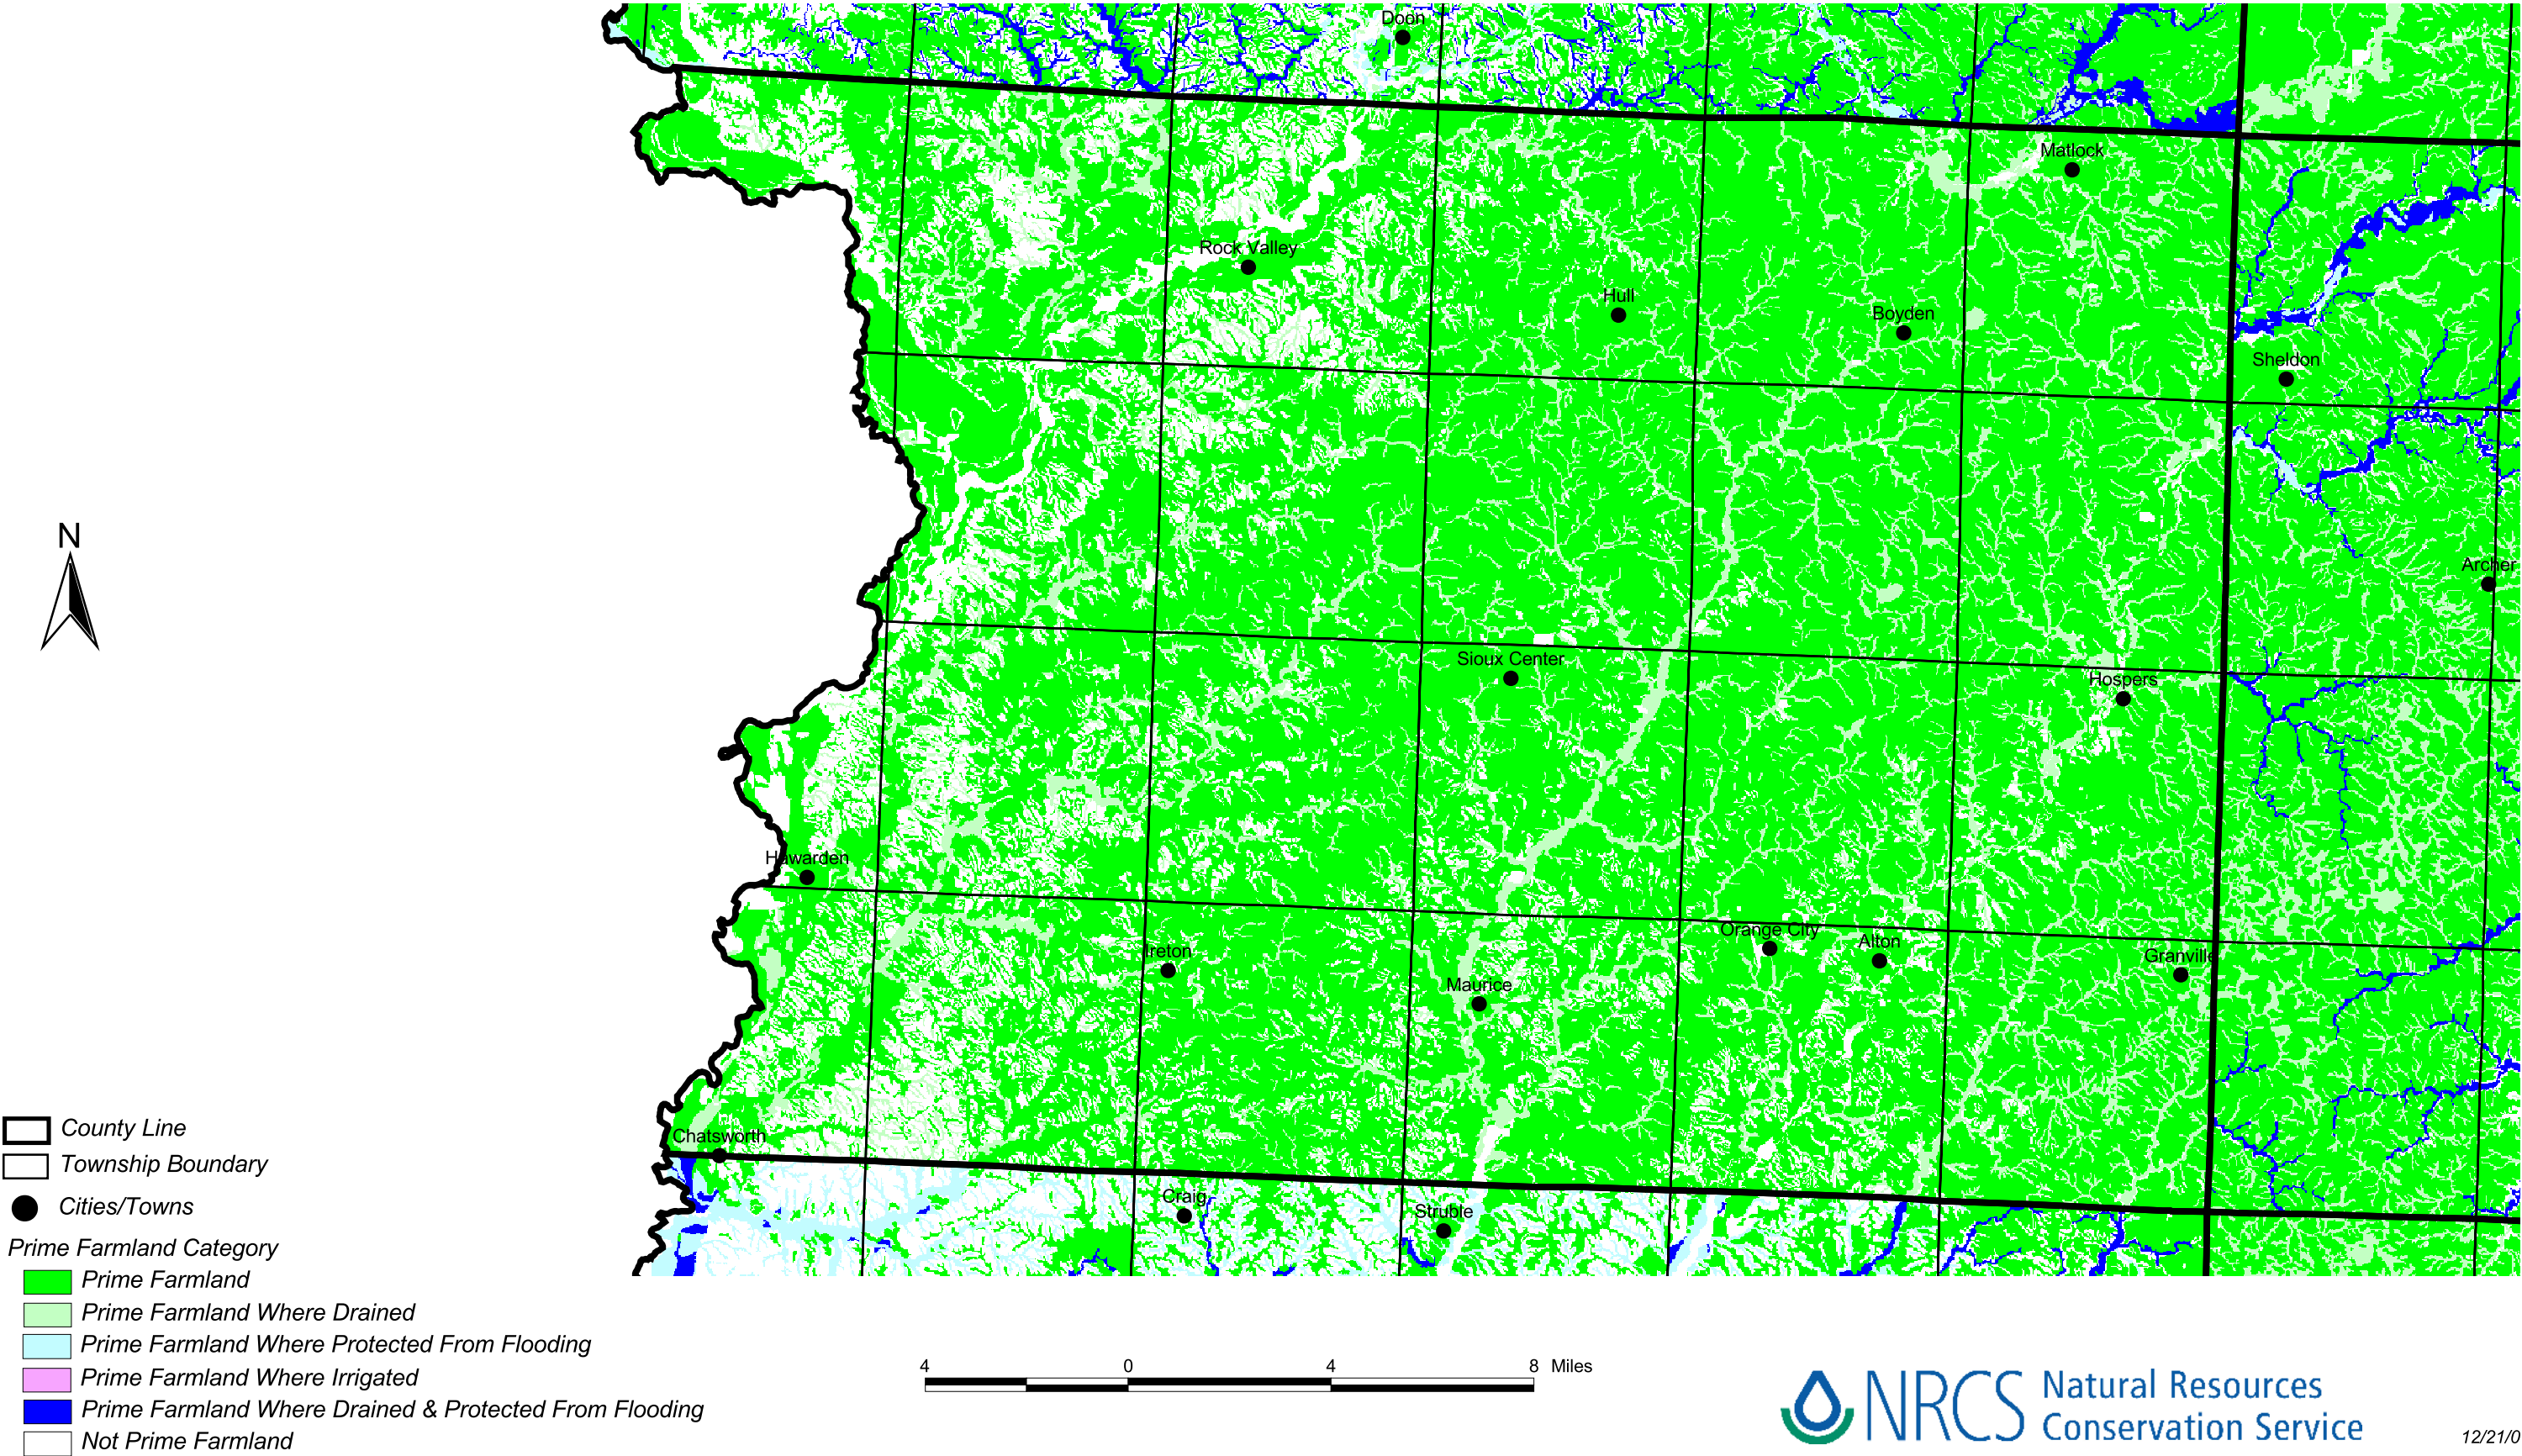 Doon
Matlock
Rock Valley
Hull
Boyden
Sheldon
N
Archer
Sioux Center
Hospers
Hawarden
Orange City
Alton
Ireton
Granville
Maurice
Chatsworth
Craig
Struble
County Line
Township Boundary
Cities/Towns
Prime Farmland Category
Prime Farmland
Prime Farmland Where Drained
Prime Farmland Where Protected From Flooding
Prime Farmland Where Irrigated
Prime Farmland Where Drained & Protected From Flooding
Not Prime Farmland
4 0 4 8 Miles
NRCS Natural Resources
Conservation Service
12/21/0